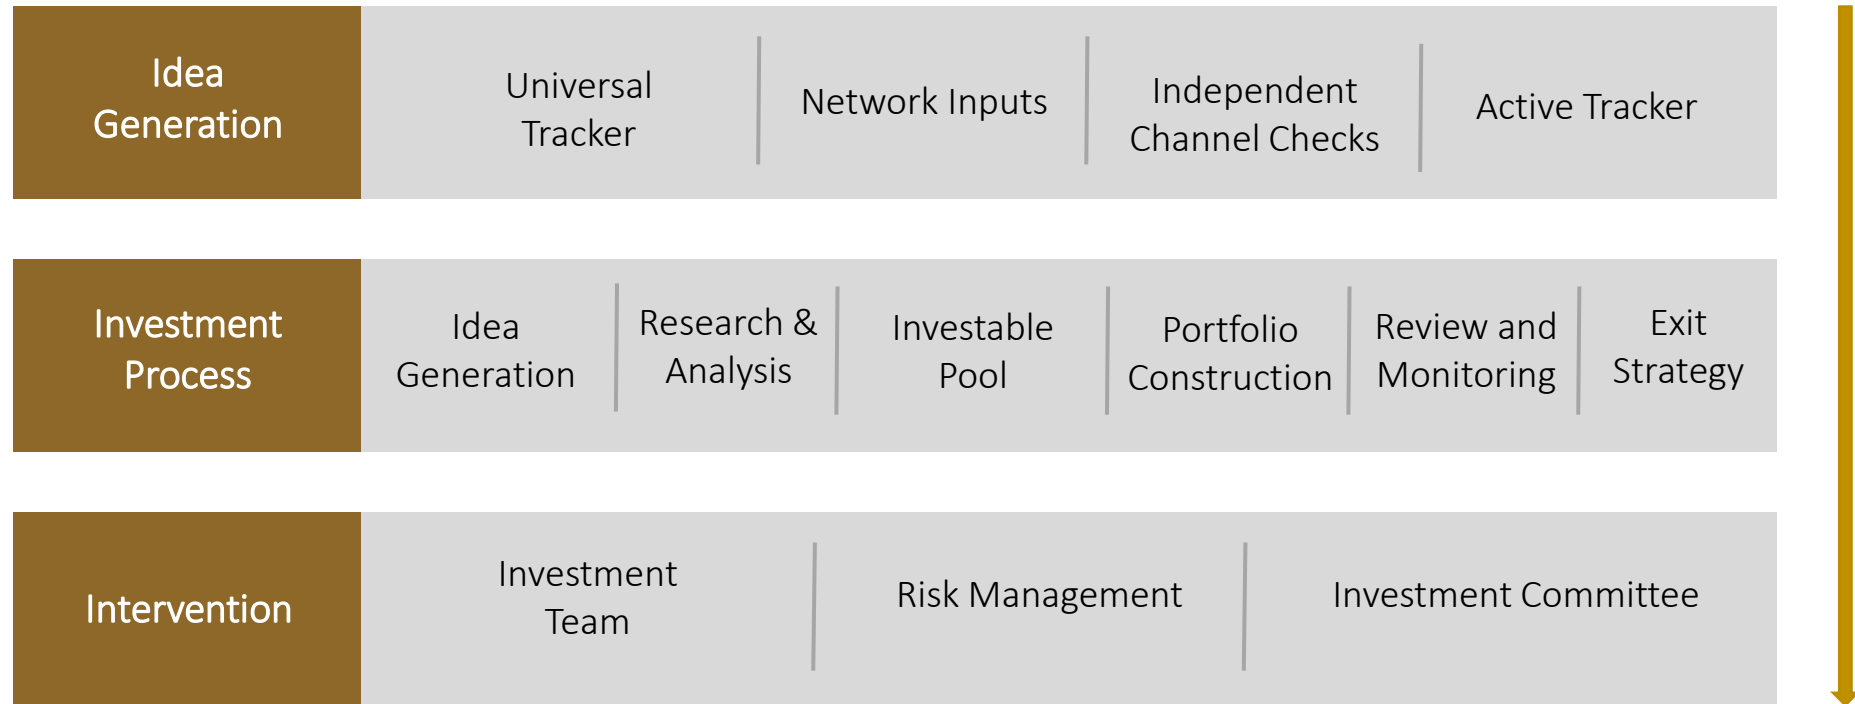 Idea
Generation
Universal
Tracker
Network Inputs
Independent
Channel Checks
Active Tracker
Investment
Process
Idea
Generation
Research &
Analysis
Investable
Pool
Portfolio
Construction
Review and
Monitoring
Exit
Strategy
Intervention
Investment
Team
Risk Management
Investment Committee